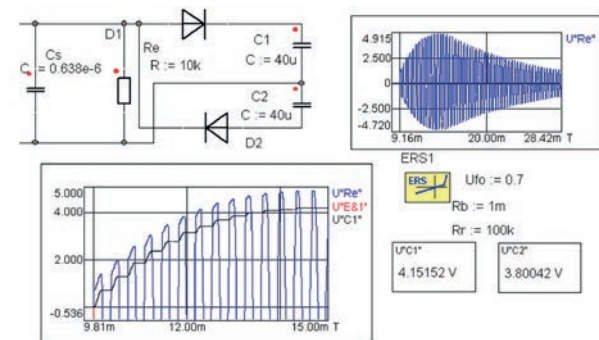 D1
Cs
C := 0.638e-6
Re
R := 10k
C1
C := 40u
C2
C := 40u
D2
4.915
2.500
0
-2.500
-4.720
9.16m 20.00m 28.42m T
U"Re"
ERS1
ERS
Ufo := 0.7
Rb := 1m
Rr := 100k
U"C1"
4.15152 V
U"C2"
3.80042 V
5.000
4.000
2.000
-0.536
9.81m 12.00m 15.00m T
U"Re"
U"E&1"
U"C1"